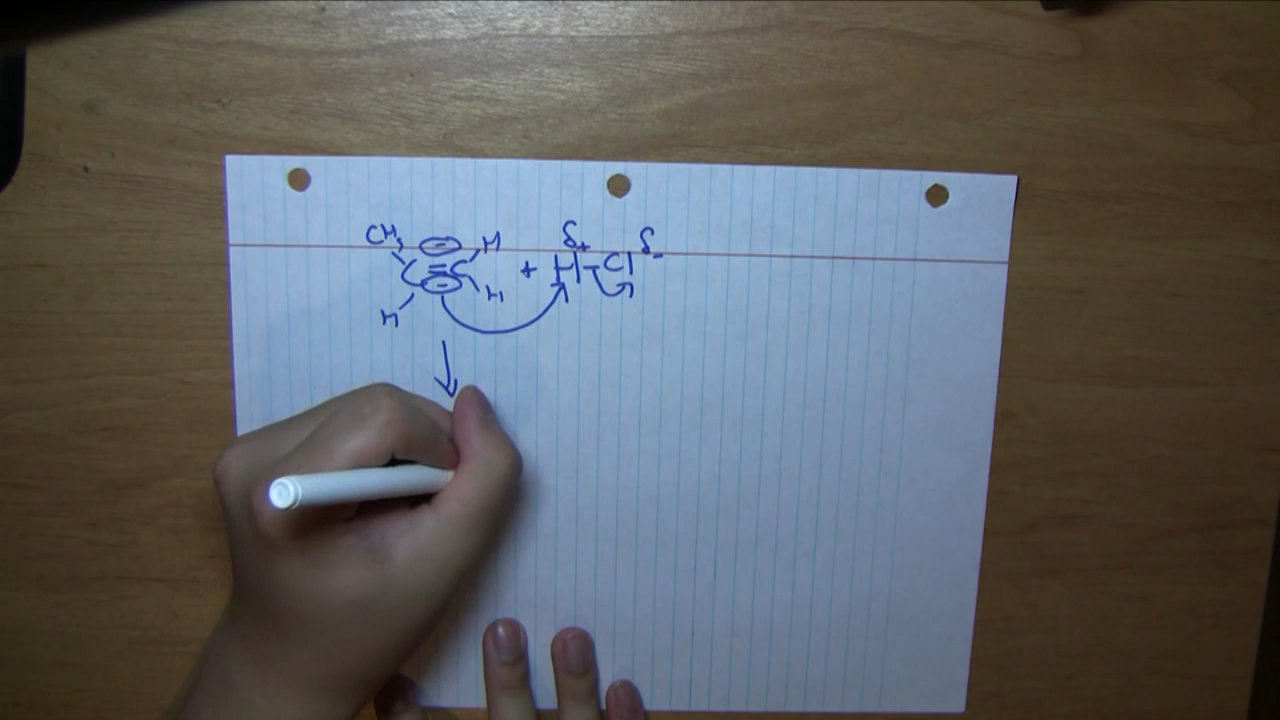 δ+ δ-
CH3 H
C=C + H-Cl
H H